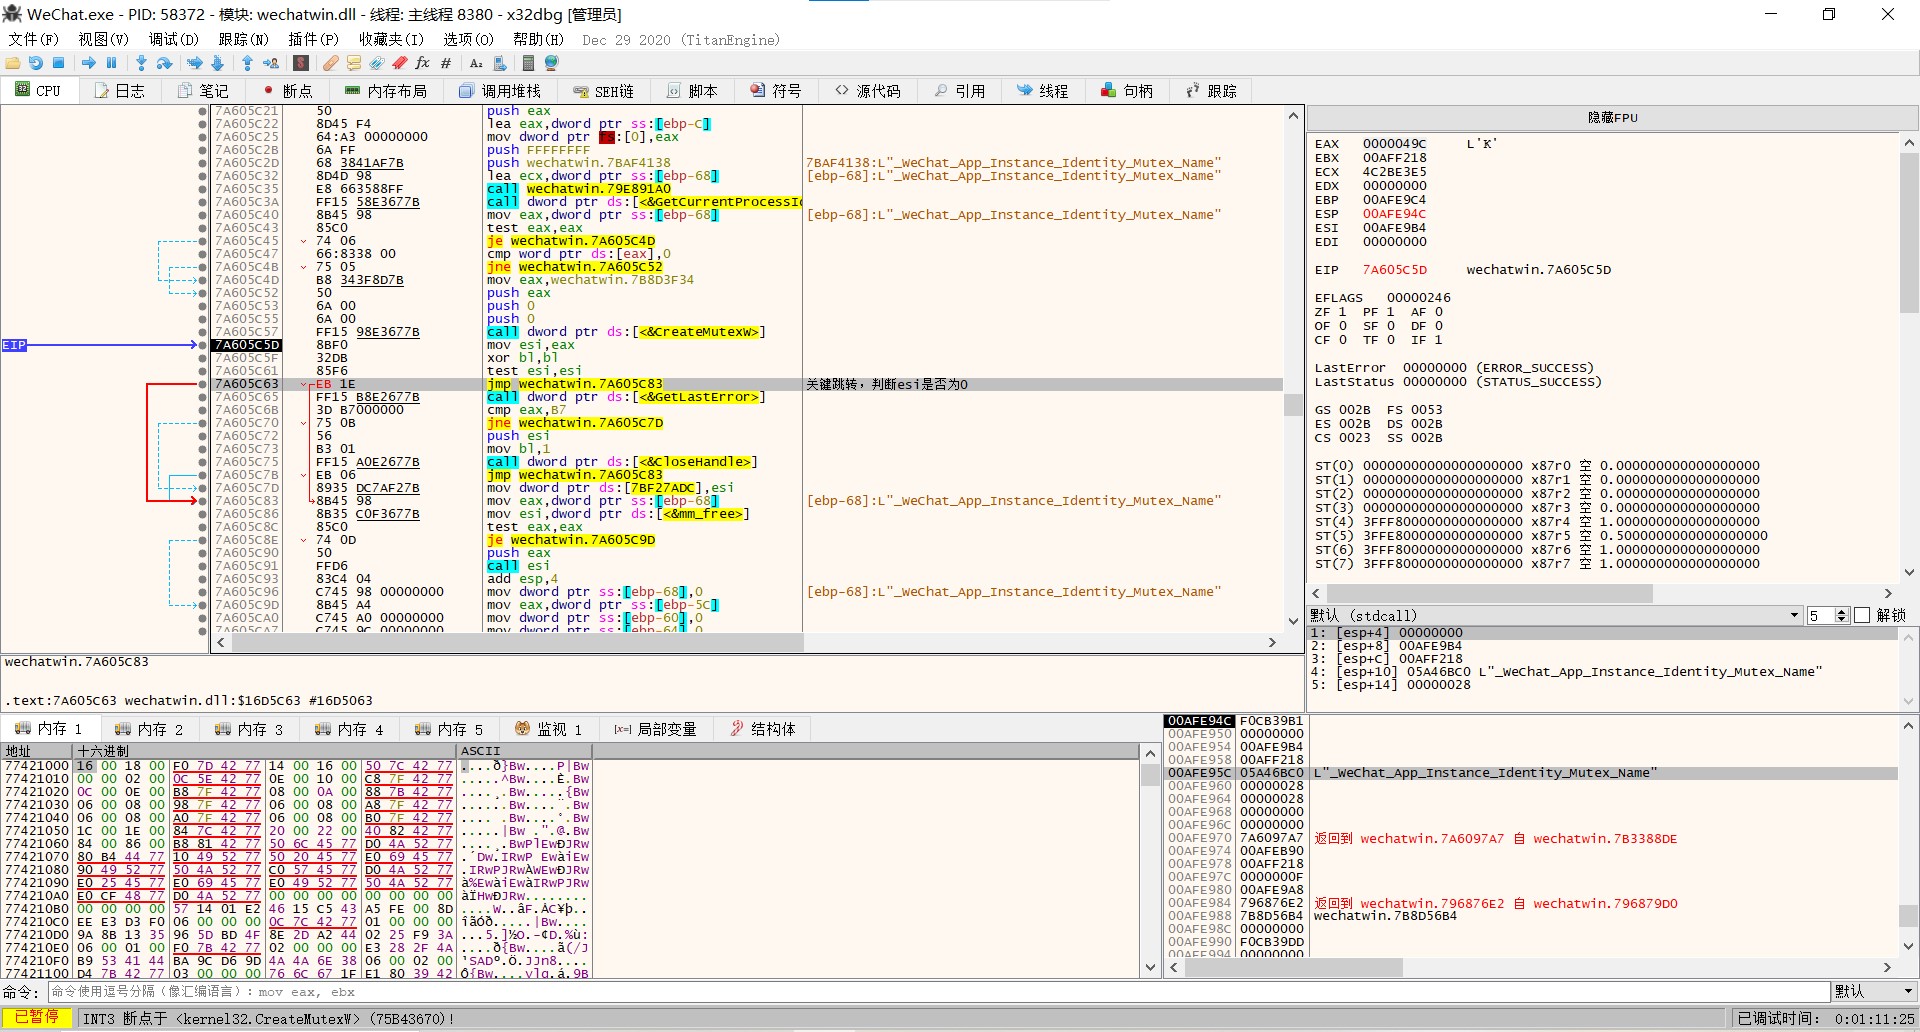 WeChat.exe - PID: 58372 - 模块: wechatwin.dll - 线程: 主线程 8380 - x32dbg [管理员]
文件(F) 视图(V) 调试(D) 跟踪(N) 插件(P) 收藏夹(I) 选项(O) 帮助(H) Dec 29 2020 (TitanEngine)
CPU 日志 笔记 断点 内存布局 调用堆栈 SEH链 脚本 符号 源代码 引用 线程 句柄 跟踪
7A605C21 50 push eax
7A605C22 8D45 F4 lea eax,dword ptr ss:[ebp-C]
7A605C25 64:A3 00000000 mov dword ptr fs:[0],eax
7A605C2B 6A FF push FFFFFFFF
7A605C2D 68 3841AF7B push wechatwin.7BAF4138 7BAF4138:L"_WeChat_App_Instance_Identity_Mutex_Name"
7A605C32 8D4D 98 lea ecx,dword ptr ss:[ebp-68] [ebp-68]:L"_WeChat_App_Instance_Identity_Mutex_Name"
7A605C35 E8 663588FF call wechatwin.79E891A0
7A605C3A FF15 58E3677B call dword ptr ds:[<&GetCurrentProcessId
7A605C40 8B45 98 mov eax,dword ptr ss:[ebp-68] [ebp-68]:L"_WeChat_App_Instance_Identity_Mutex_Name"
7A605C43 85C0 test eax,eax
7A605C45 74 06 je wechatwin.7A605C4D
7A605C47 66:8338 00 cmp word ptr ds:[eax],0
7A605C4B 75 05 jne wechatwin.7A605C52
7A605C4D B8 343F8D7B mov eax,wechatwin.7B8D3F34
7A605C52 50 push eax
7A605C53 6A 00 push 0
7A605C55 6A 00 push 0
7A605C57 FF15 98E3677B call dword ptr ds:[<&CreateMutexW>]
EIP 7A605C5D 8BF0 mov esi,eax
7A605C5F 32DB xor bl,bl
7A605C61 85F6 test esi,esi
7A605C63 EB 1E jmp wechatwin.7A605C83 关键跳转，判断esi是否为0
7A605C65 FF15 B8E2677B call dword ptr ds:[<&GetLastError>]
7A605C6B 3D B7000000 cmp eax,B7
7A605C70 75 0B jne wechatwin.7A605C7D
7A605C72 56 push esi
7A605C73 B3 01 mov bl,1
7A605C75 FF15 A0E2677B call dword ptr ds:[<&CloseHandle>]
7A605C7B EB 06 jmp wechatwin.7A605C83
7A605C7D 8935 DC7AF27B mov dword ptr ds:[7BF27ADC],esi
7A605C83 8B45 98 mov eax,dword ptr ss:[ebp-68] [ebp-68]:L"_WeChat_App_Instance_Identity_Mutex_Name"
7A605C86 8B35 C0F3677B mov esi,dword ptr ds:[<&mm_free>]
7A605C8C 85C0 test eax,eax
7A605C8E 74 0D je wechatwin.7A605C9D
7A605C90 50 push eax
7A605C91 FFD6 call esi
7A605C93 83C4 04 add esp,4
7A605C96 C745 98 00000000 mov dword ptr ss:[ebp-68],0 [ebp-68]:L"_WeChat_App_Instance_Identity_Mutex_Name"
7A605C9D 8B45 A4 mov eax,dword ptr ss:[ebp-5C]
7A605CA0 C745 A0 00000000 mov dword ptr ss:[ebp-60],0
7A605CA7 C745 9C 00000000 mov dword ptr ss:[ebp-64],0
wechatwin.7A605C83
.text:7A605C63 wechatwin.dll:$16D5C63 #16D5063
隐藏FPU
EAX 0000049C L'Ҝ'
EBX 00AFF218
ECX 4C2BE3E5
EDX 00000000
EBP 00AFE9C4
ESP 00AFE94C
ESI 00AFE9B4
EDI 00000000
EIP 7A605C5D wechatwin.7A605C5D
EFLAGS 00000246
ZF 1 PF 1 AF 0
OF 0 SF 0 DF 0
CF 0 TF 0 IF 1
LastError 00000000 (ERROR_SUCCESS)
LastStatus 00000000 (STATUS_SUCCESS)
GS 002B FS 0053
ES 002B DS 002B
CS 0023 SS 002B
ST(0) 00000000000000000000 x87r0 空 0.000000000000000000
ST(1) 00000000000000000000 x87r1 空 0.000000000000000000
ST(2) 00000000000000000000 x87r2 空 0.000000000000000000
ST(3) 00000000000000000000 x87r3 空 0.000000000000000000
ST(4) 3FFF8000000000000000 x87r4 空 1.000000000000000000
ST(5) 3FFE8000000000000000 x87r5 空 0.5000000000000000000
ST(6) 3FFF8000000000000000 x87r6 空 1.000000000000000000
ST(7) 3FFF8000000000000000 x87r7 空 1.000000000000000000
默认 (stdcall) 5 解锁
1: [esp+4] 00000000
2: [esp+8] 00AFE9B4
3: [esp+C] 00AFF218
4: [esp+10] 05A46BC0 L"_WeChat_App_Instance_Identity_Mutex_Name"
5: [esp+14] 00000028
内存 1 内存 2 内存 3 内存 4 内存 5 监视 1 [x=] 局部变量 结构体
地址 十六进制 ASCII
77421000 16 00 18 00 F0 7D 42 77 14 00 16 00 50 7C 42 77 ....ð}Bw....P|Bw
77421010 00 00 02 00 0C 5E 42 77 0E 00 10 00 C8 7F 42 77 .....^Bw....È.Bw
77421020 0C 00 0E 00 B8 7F 42 77 08 00 0A 00 88 7B 42 77
77421030 06 00 08 00 98 7F 42 77 06 00 08 00 A8 7F 42 77
77421040 06 00 08 00 A0 7F 42 77 06 00 08 00 B0 7F 42 77
77421050 1C 00 1E 00 84 7C 42 77 20 00 22 00 40 82 42 77
77421060 84 00 86 00 B8 81 42 77 50 6C 45 77 D0 4A 52 77
77421070 80 B4 44 77 10 49 52 77 50 20 45 77 E0 69 45 77
77421080 90 49 52 77 50 4A 52 77 C0 57 45 77 D0 4A 52 77
77421090 E0 25 45 77 E0 69 45 77 E0 49 52 77 50 4A 52 77 à%EwàiEwàIRwPJRw
774210A0 E0 CF 48 77 D0 4A 52 77 00 00 00 00 00 00 00 00 àÏHwÐJRw........
774210B0 00 00 00 00 57 14 01 E2 46 15 C5 43 A5 FE 00 8D ....W..âF.ÅC¥þ..
774210C0 EE E3 D3 F0 06 00 00 00 0C 7C 42 77 01 00 00 00 îãÓð.....|Bw....
774210D0 9A 8B 13 35 96 5D BD 4F 8E 2D A2 44 02 25 F9 3A ...5.]½O.-¢D.%ù:
774210E0 06 00 01 00 F0 7B 42 77 02 00 00 00 E3 28 2F 4A ....ð{Bw....ã(/J
774210F0 B9 53 41 44 BA 9C D6 9D 4A 4A 6E 38 06 00 02 00 ¹SADº.Ö.JJn8....
77421100 D4 7B 42 77 03 00 00 00 76 6C 67 1F E1 80 39 42 Ô{Bw....vlg.á.9B
00AFE94C F0CB39B1
00AFE950 00000000
00AFE954 00AFE9B4
00AFE958 00AFF218
00AFE95C 05A46BC0 L"_WeChat_App_Instance_Identity_Mutex_Name"
00AFE960 00000028
00AFE964 00000028
00AFE968 00000000
00AFE96C 00000000
00AFE970 7A6097A7 返回到 wechatwin.7A6097A7 自 wechatwin.7B3388DE
00AFE974 00AFEB90
00AFE978 00AFF218
00AFE97C 0000000F
00AFE980 00AFE9A8
00AFE984 796876E2 返回到 wechatwin.796876E2 自 wechatwin.796879D0
00AFE988 7B8D56B4 wechatwin.7B8D56B4
00AFE98C 00000000
00AFE990 F0CB39DD
00AFE994 00000000
命令: 命令使用逗号分隔（像汇编语言）: mov eax, ebx 默认
已暂停 INT3 断点于 <kernel32.CreateMutexW> (75B43670)! 已调试时间: 0:01:11:25